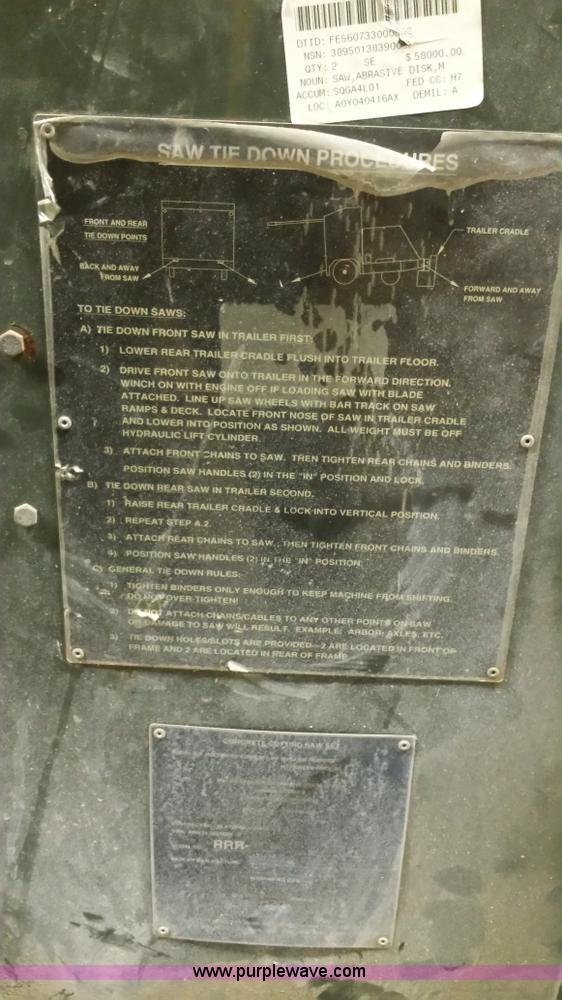 DTID: FE560733000
NSN: 389501383900
QTY: 2 SE $58000.00
NOUN: SAW,ABRASIVE DISK,M
ACCUM: SQGA4L01 FED CC: H7
LOC: A0Y040416AX DEMIL: A
SAW TIE DOWN PROCEDURES
FRONT AND REAR
TIE DOWN POINTS
BACK AND AWAY
FROM SAW
TRAILER CRADLE
FORWARD AND AWAY
FROM SAW
TO TIE DOWN SAWS:
A) TIE DOWN FRONT SAW IN TRAILER FIRST:
1) LOWER REAR TRAILER CRADLE FLUSH INTO TRAILER FLOOR.
2) DRIVE FRONT SAW ONTO TRAILER IN THE FORWARD DIRECTION.
WINCH ON WITH ENGINE OFF IF LOADING SAW WITH BLADE
ATTACHED. LINE UP SAW WHEELS WITH BAR TRACK ON SAW
RAMPS & DECK. LOCATE FRONT NOSE OF SAW IN TRAILER CRADLE
AND LOWER INTO POSITION AS SHOWN. ALL WEIGHT MUST BE OFF
HYDRAULIC LIFT CYLINDER.
3) ATTACH FRONT CHAINS TO SAW. THEN TIGHTEN REAR CHAINS AND BINDERS.
POSITION SAW HANDLES (2) IN THE "IN" POSITION AND LOCK.
B) TIE DOWN REAR SAW IN TRAILER SECOND.
1) RAISE REAR TRAILER CRADLE & LOCK INTO VERTICAL POSITION.
2) REPEAT STEP A.2.
3) ATTACH REAR CHAINS TO SAW. THEN TIGHTEN FRONT CHAINS AND BINDERS.
4) POSITION SAW HANDLES (2) IN THE "IN" POSITION.
C) GENERAL TIE DOWN RULES:
1) TIGHTEN BINDERS ONLY ENOUGH TO KEEP MACHINE FROM SHIFTING.
DO NOT OVER-TIGHTEN!
2) DO NOT ATTACH CHAINS/CABLES TO ANY OTHER POINTS ON SAW
OR DAMAGE TO SAW WILL RESULT. EXAMPLE: ARBOR, AXLES, ETC.
3) TIE DOWN HOLES/SLOTS ARE PROVIDED—2 ARE LOCATED IN FRONT OF
FRAME AND 2 ARE LOCATED IN REAR OF FRAME.
CONCRETE CUTTING SAW SET
RRR-
www.purplewave.com